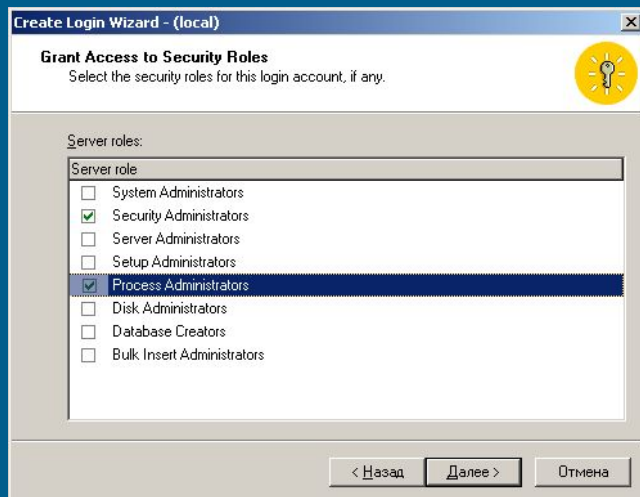 Create Login Wizard - (local)
Grant Access to Security Roles
Select the security roles for this login account, if any.
Server roles:
Server role
System Administrators
Security Administrators
Server Administrators
Setup Administrators
Process Administrators
Disk Administrators
Database Creators
Bulk Insert Administrators
< Назад Далее > Отмена